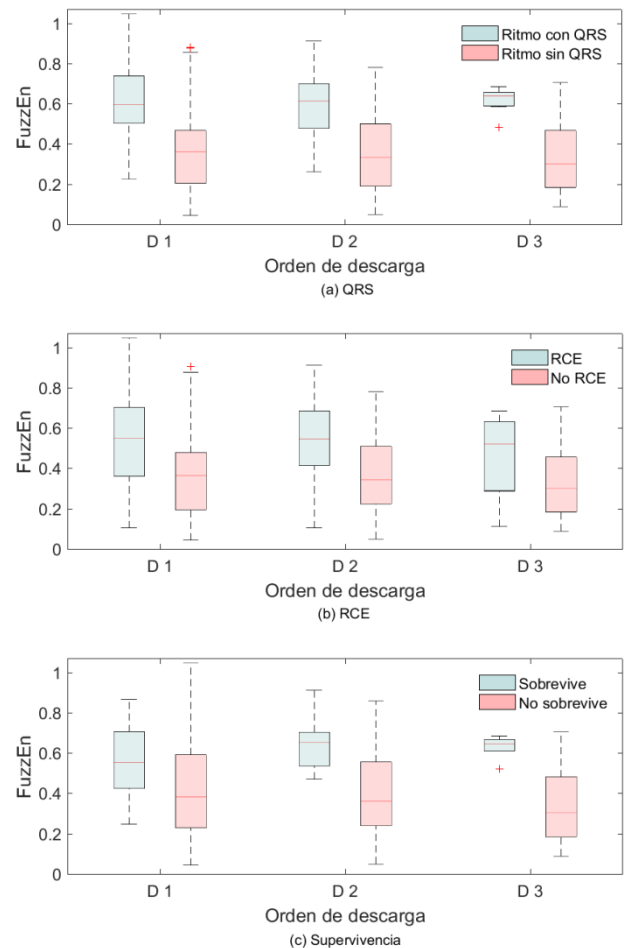 1
0.8
0.6
0.4
0.2
0
FuzzEn
Ritmo con QRS
Ritmo sin QRS
D 1 D 2 D 3
Orden de descarga
(a) QRS
1
0.8
0.6
0.4
0.2
0
FuzzEn
RCE
No RCE
D 1 D 2 D 3
Orden de descarga
(b) RCE
1
0.8
0.6
0.4
0.2
0
FuzzEn
Sobrevive
No sobrevive
D 1 D 2 D 3
Orden de descarga
(c) Supervivencia